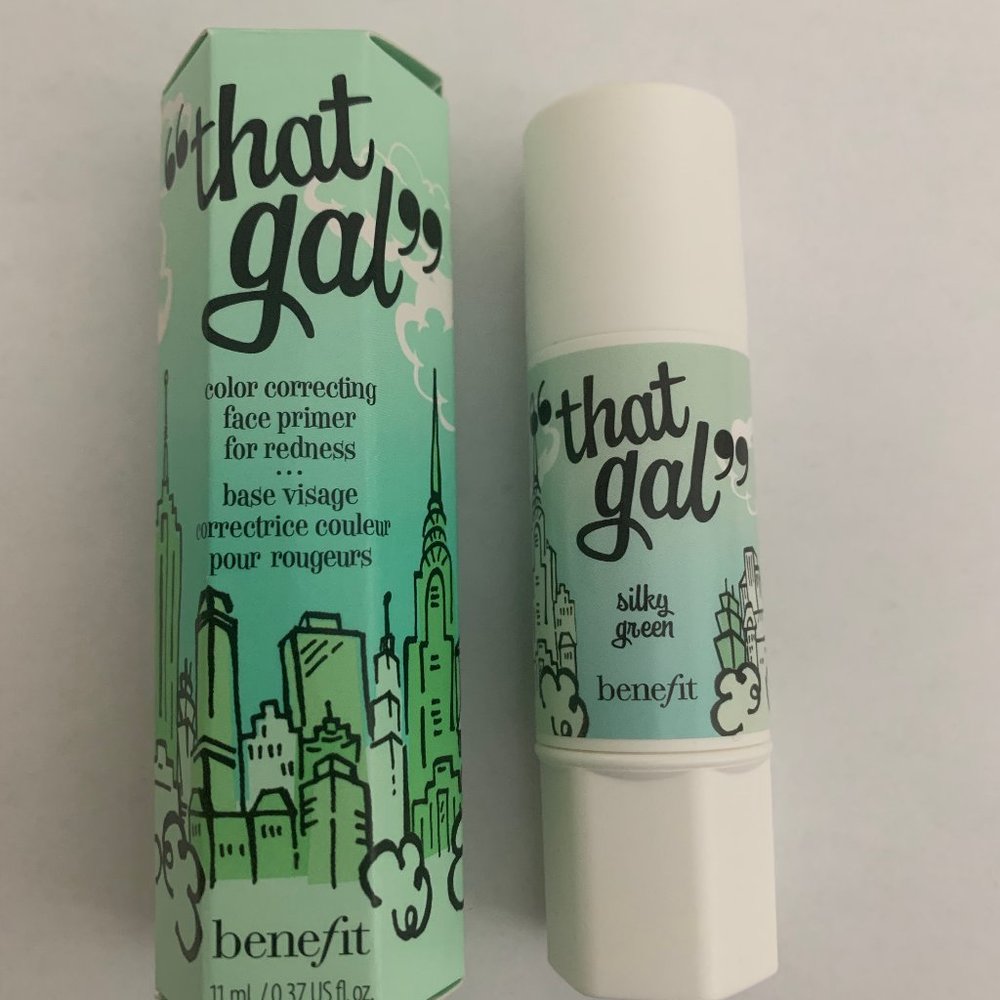 "that
gal"
color correcting
face primer
for redness
...
base visage
correctrice couleur
pour rougeurs
benefit
11 mL / 0.37 US fl. oz.
"that
gal"
silky
green
benefit